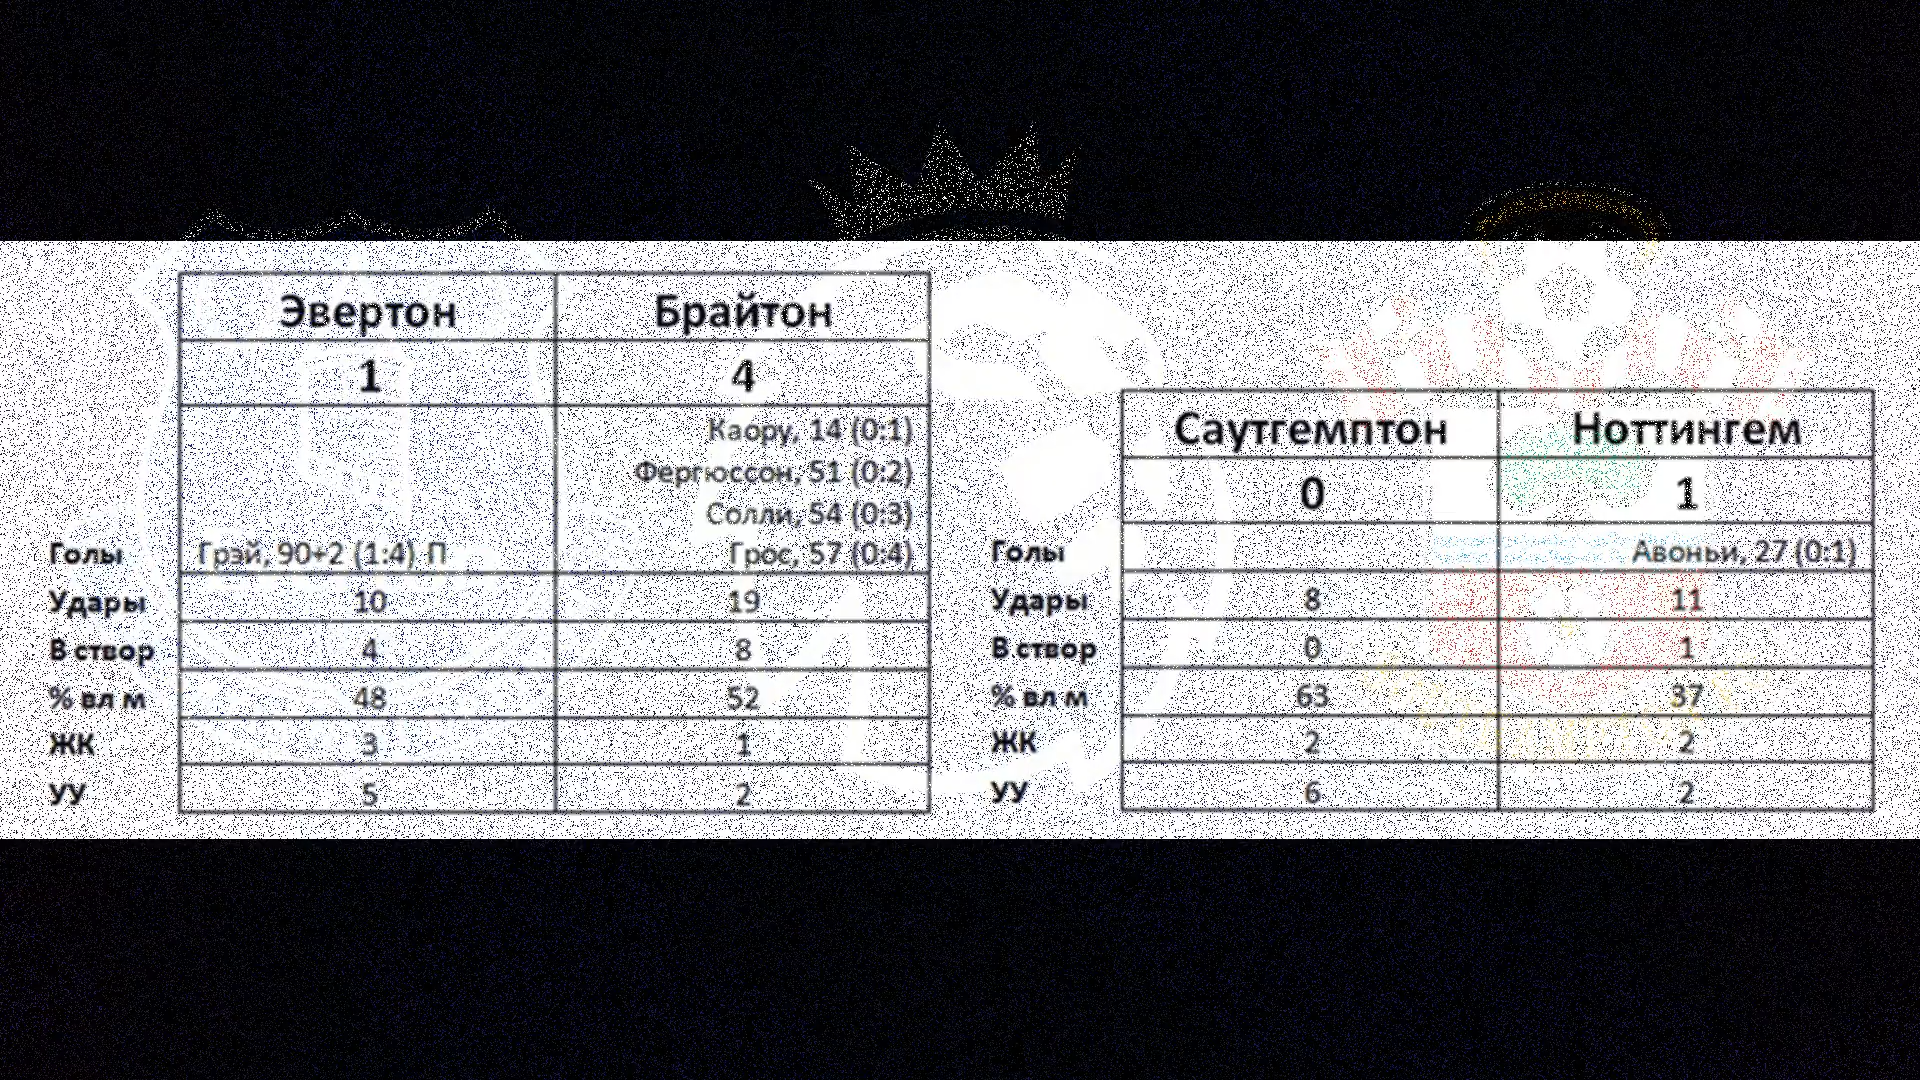 Эвертон Брайтон
1 4
Каору, 14 (0:1)
Фергюссон, 51 (0:2)
Солли, 54 (0:3)
Голы Грэй, 90+2 (1:4) П Грос, 57 (0:4)
Удары 10 19
В створ 4 8
% вл м 48 52
ЖК 3 1
УУ 5 2
Саутгемптон Ноттингем
0 1
Голы Авоньи, 27 (0:1)
Удары 8 11
В створ 0 1
% вл м 63 37
ЖК 2 2
УУ 6 2